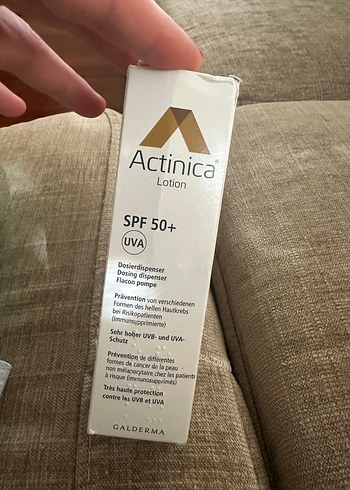 Actinica®
Lotion
SPF 50+
UVA
Dosierdispenser
Dosing dispenser
Flacon pompe
Prävention von verschiedenen
Formen des hellen Hautkrebs
bei Risikopatienten
(Immunsupprimierte)
Sehr hoher UVB- und UVA-
Schutz
Prévention de différentes
formes de cancer de la peau
non mélanocytaire chez les patients
à risque (immunosupprimés)
Très haute protection
contre les UVB et UVA
GALDERMA